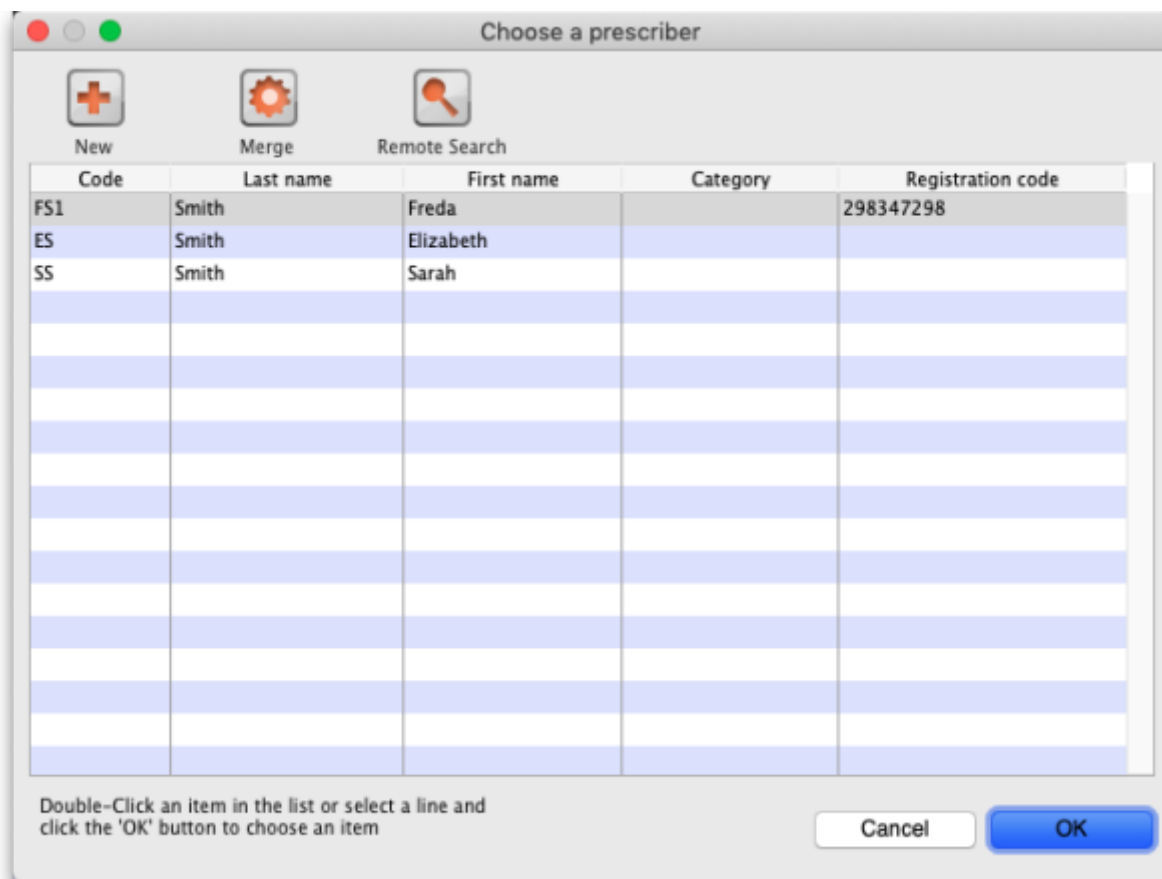 Choose a prescriber
New Merge Remote Search
Code Last name First name Category Registration code
FS1 Smith Freda 298347298
ES Smith Elizabeth
SS Smith Sarah
Double-Click an item in the list or select a line and
click the 'OK' button to choose an item
Cancel OK